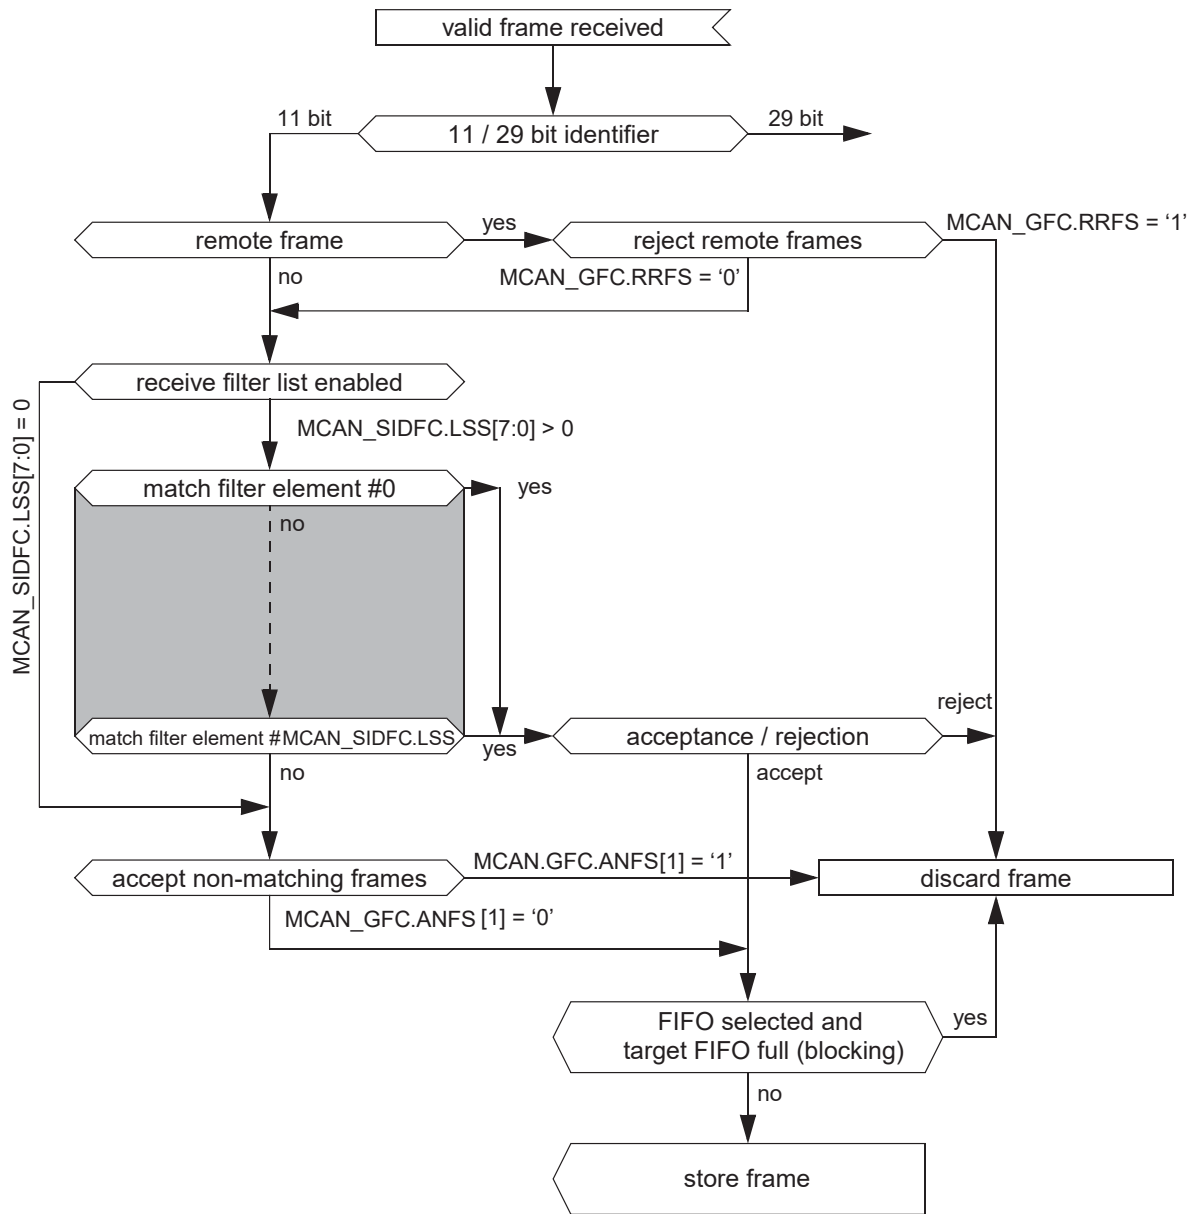 valid frame received
11 bit
11 / 29 bit identifier
29 bit
remote frame
yes
reject remote frames
MCAN_GFC.RRFS = '1'
no
MCAN_GFC.RRFS = ‘0’
receive filter list enabled
MCAN_SIDFC.LSS[7:0] = 0
MCAN_SIDFC.LSS[7:0] > 0
match filter element #0
yes
no
reject
match filter element #MCAN_SIDFC.LSS
yes
acceptance / rejection
no
accept
accept non-matching frames
MCAN.GFC.ANFS[1] = ‘1’
discard frame
MCAN_GFC.ANFS [1] = ‘0’
FIFO selected and
target FIFO full (blocking)
yes
no
store frame